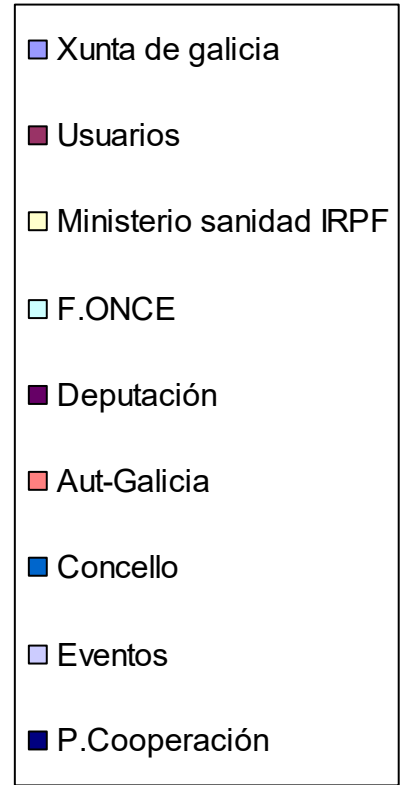 Xunta de galicia
Usuarios
Ministerio sanidad IRPF
F.ONCE
Deputación
Aut-Galicia
Concello
Eventos
P.Cooperación